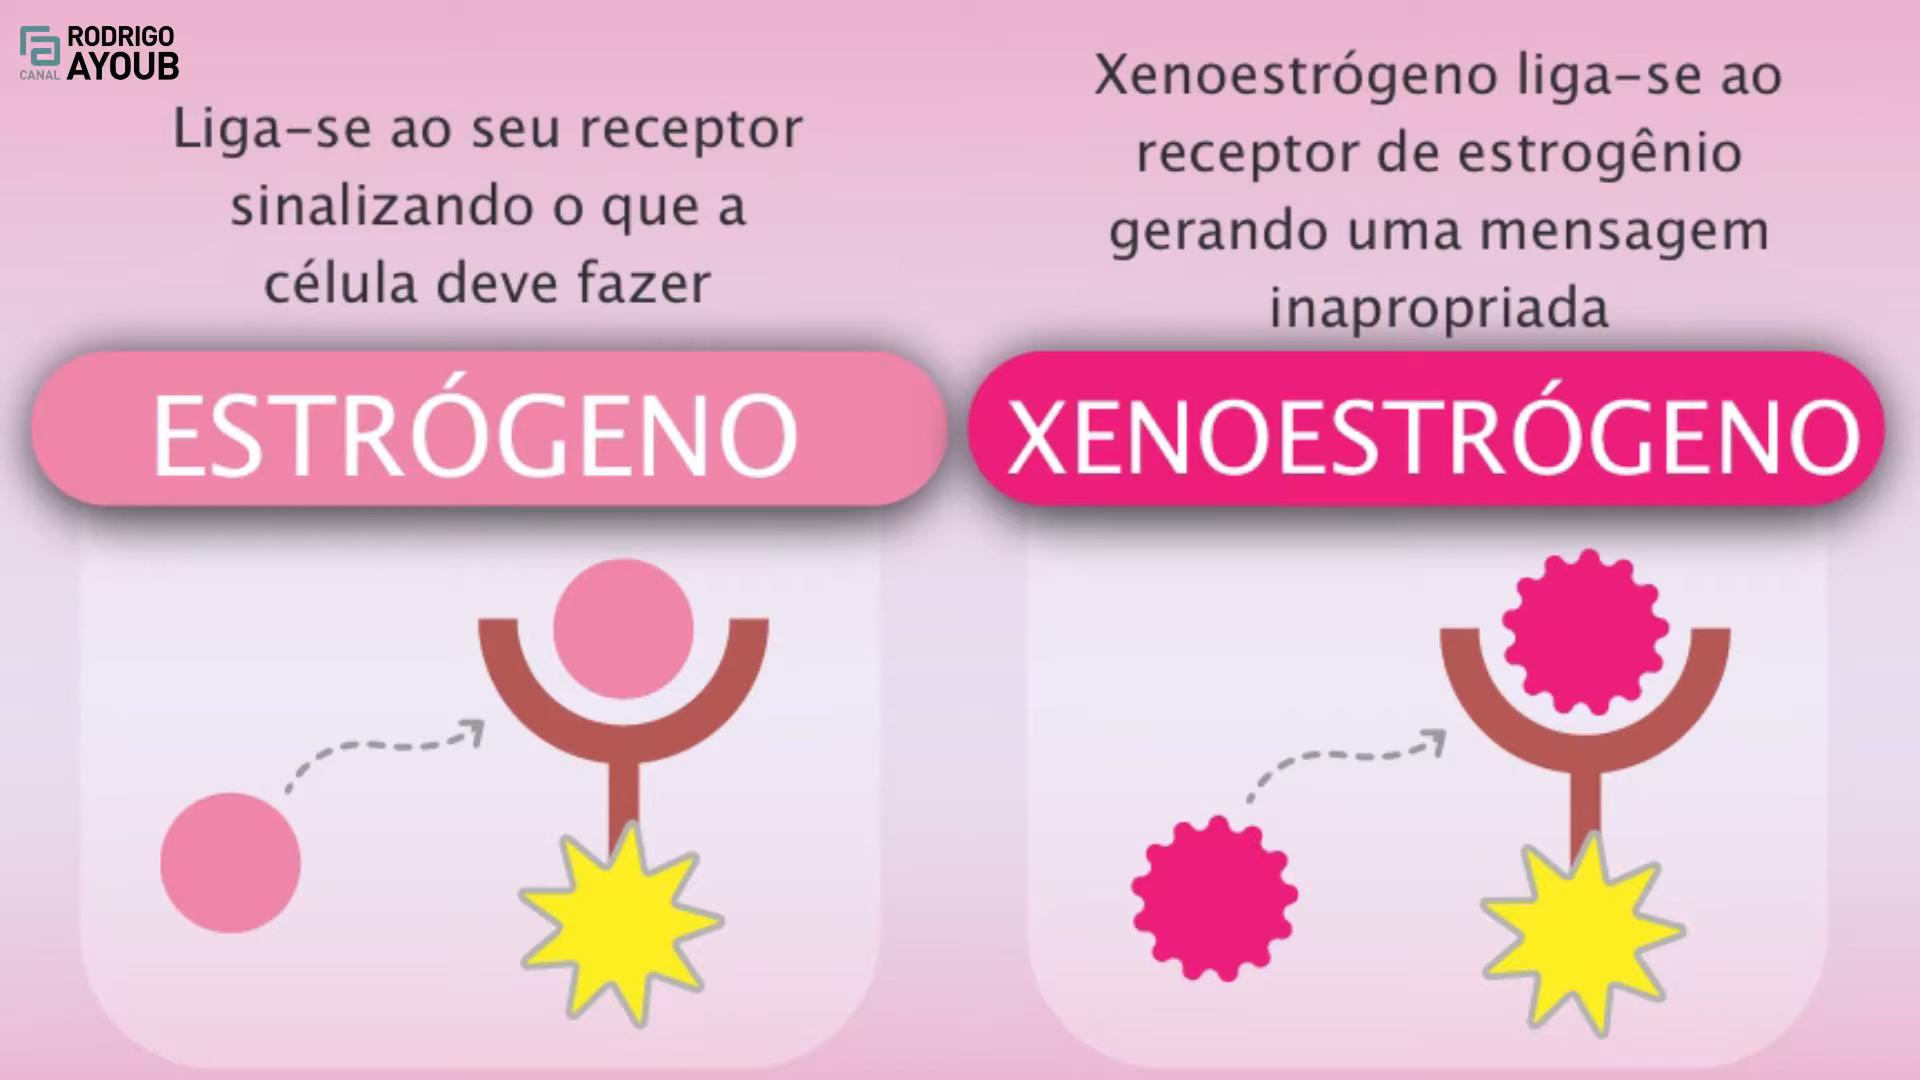 RODRIGO
CANAL AYOUB
Liga-se ao seu receptor
sinalizando o que a
célula deve fazer
ESTRÓGENO
Xenoestrógeno liga-se ao
receptor de estrogênio
gerando uma mensagem
inapropriada
XENOESTRÓGENO